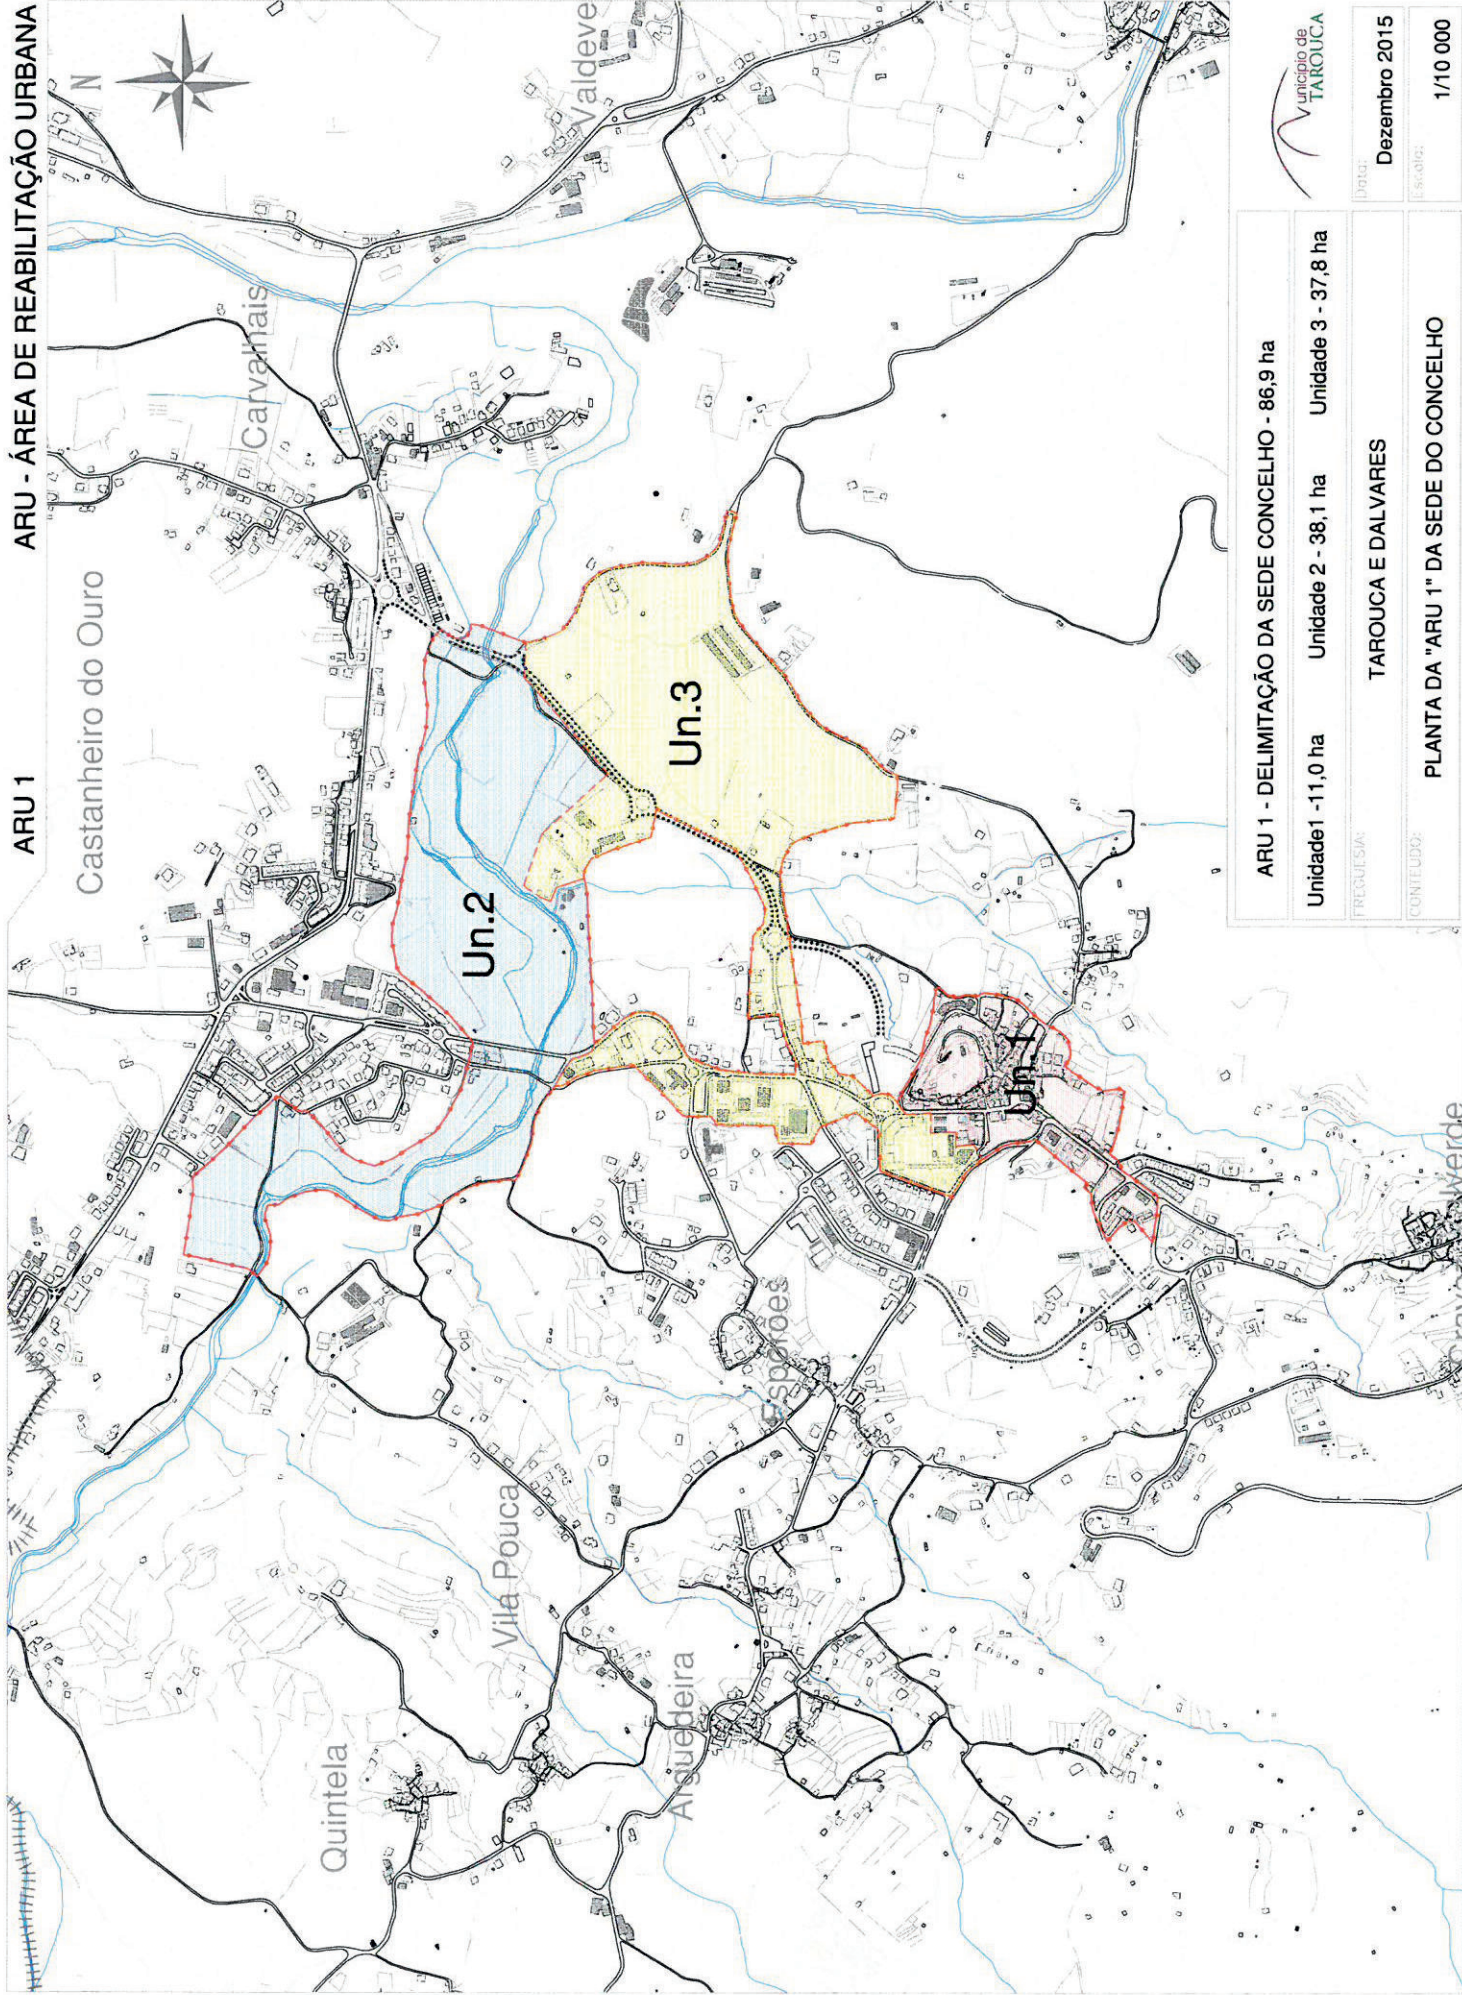 ARU 1
ARU - ÁREA DE REABILITAÇÃO URBANA
N
Castanheiro do Ouro
Carvalhais
Valdeve
Un.2
Un.3
Un.1
Esporões
Vila Pouca
Quintela
Alguedeira
ARU 1 - DELIMITAÇÃO DA SEDE CONCELHO - 86,9 ha
Unidade1 -11,0 ha
Unidade 2 - 38,1 ha
Unidade 3 - 37,8 ha
FREGUESIA:
TAROUCA E DALVARES
CONTEUDO:
PLANTA DA "ARU 1" DA SEDE DO CONCELHO
unicípio de
TAROUCA
Data:
Dezembro 2015
Escala:
1/10 000